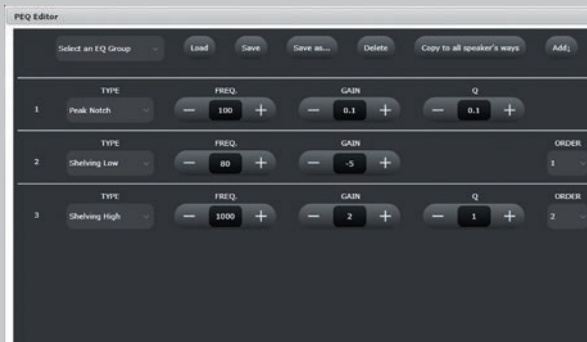 PEQ Editor
Select an EQ Group Load Save Save as... Delete Copy to all speaker's ways Add;
TYPE FREQ. GAIN Q
1 Peak Notch − 100 + − 0.1 + − 0.1 +
TYPE FREQ. GAIN ORDER
2 Shelving Low − 80 + − -5 + 1
TYPE FREQ. GAIN Q ORDER
3 Shelving High − 1000 + − 2 + − 1 + 2